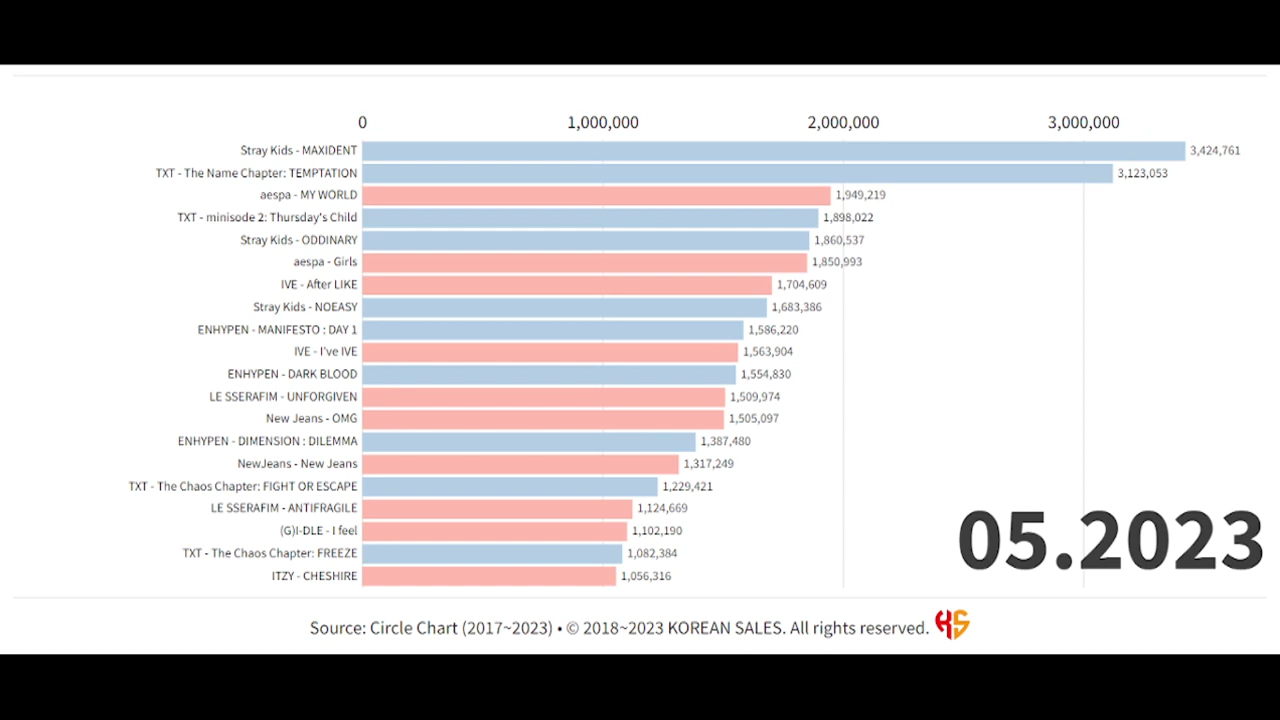 0 1,000,000 2,000,000 3,000,000
Stray Kids - MAXIDENT 3,424,761
TXT - The Name Chapter: TEMPTATION 3,123,053
aespa - MY WORLD 1,949,219
TXT - minisode 2: Thursday's Child 1,898,022
Stray Kids - ODDINARY 1,860,537
aespa - Girls 1,850,993
IVE - After LIKE 1,704,609
Stray Kids - NOEASY 1,683,386
ENHYPEN - MANIFESTO : DAY 1 1,586,220
IVE - I've IVE 1,563,904
ENHYPEN - DARK BLOOD 1,554,830
LE SSERAFIM - UNFORGIVEN 1,509,974
New Jeans - OMG 1,505,097
ENHYPEN - DIMENSION : DILEMMA 1,387,480
NewJeans - New Jeans 1,317,249
TXT - The Chaos Chapter: FIGHT OR ESCAPE 1,229,421
LE SSERAFIM - ANTIFRAGILE 1,124,669
(G)I-DLE - I feel 1,102,190
TXT - The Chaos Chapter: FREEZE 1,082,384
ITZY - CHESHIRE 1,056,316
05.2023
Source: Circle Chart (2017~2023) • © 2018~2023 KOREAN SALES. All rights reserved. KS